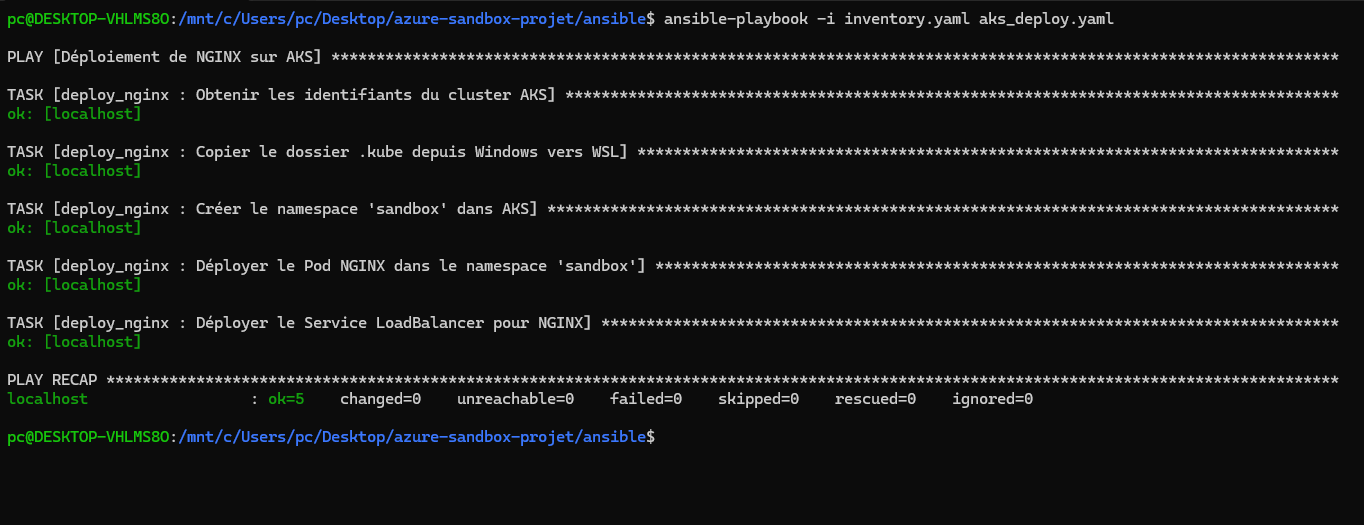 pc@DESKTOP-VHLMS8O:/mnt/c/Users/pc/Desktop/azure-sandbox-projet/ansible$ ansible-playbook -i inventory.yaml aks_deploy.yaml
PLAY [Déploiement de NGINX sur AKS] ****************************************************************************************************************
TASK [deploy_nginx : Obtenir les identifiants du cluster AKS] **************************************************************************************
ok: [localhost]
TASK [deploy_nginx : Copier le dossier .kube depuis Windows vers WSL] ******************************************************************************
ok: [localhost]
TASK [deploy_nginx : Créer le namespace 'sandbox' dans AKS] ****************************************************************************************
ok: [localhost]
TASK [deploy_nginx : Déployer le Pod NGINX dans le namespace 'sandbox'] ****************************************************************************
ok: [localhost]
TASK [deploy_nginx : Déployer le Service LoadBalancer pour NGINX] **********************************************************************************
ok: [localhost]
PLAY RECAP *****************************************************************************************************************************************
localhost                  : ok=5    changed=0    unreachable=0    failed=0    skipped=0    rescued=0    ignored=0
pc@DESKTOP-VHLMS8O:/mnt/c/Users/pc/Desktop/azure-sandbox-projet/ansible$